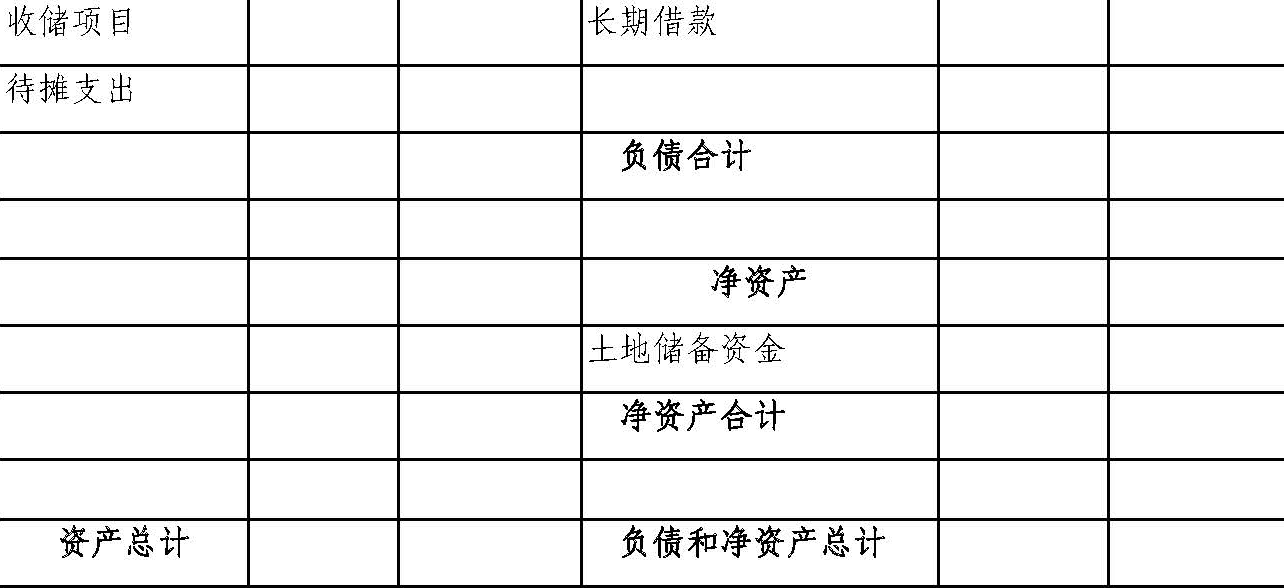 收储项目 长期借款
待摊支出
负债合计
净资产
土地储备资金
净资产合计
资产总计 负债和净资产总计